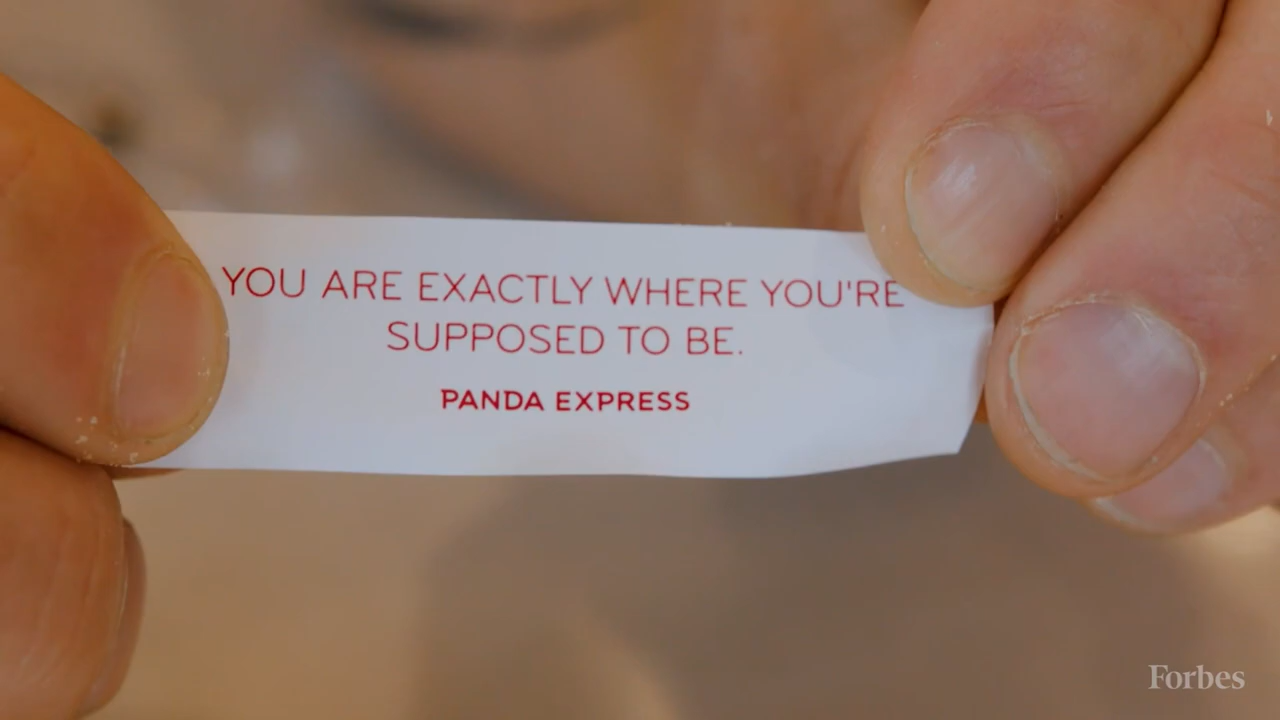 YOU ARE EXACTLY WHERE YOU'RE
SUPPOSED TO BE.
PANDA EXPRESS
Forbes